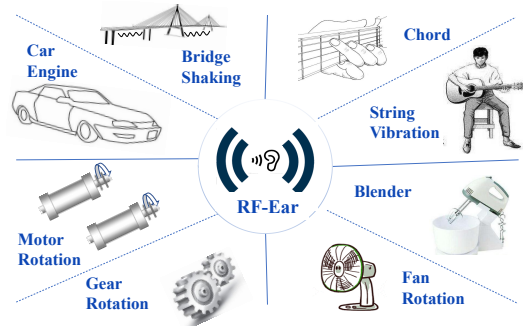 Car
Engine
Bridge
Shaking
Chord
String
Vibration
RF-Ear
Blender
Motor
Rotation
Gear
Rotation
Fan
Rotation